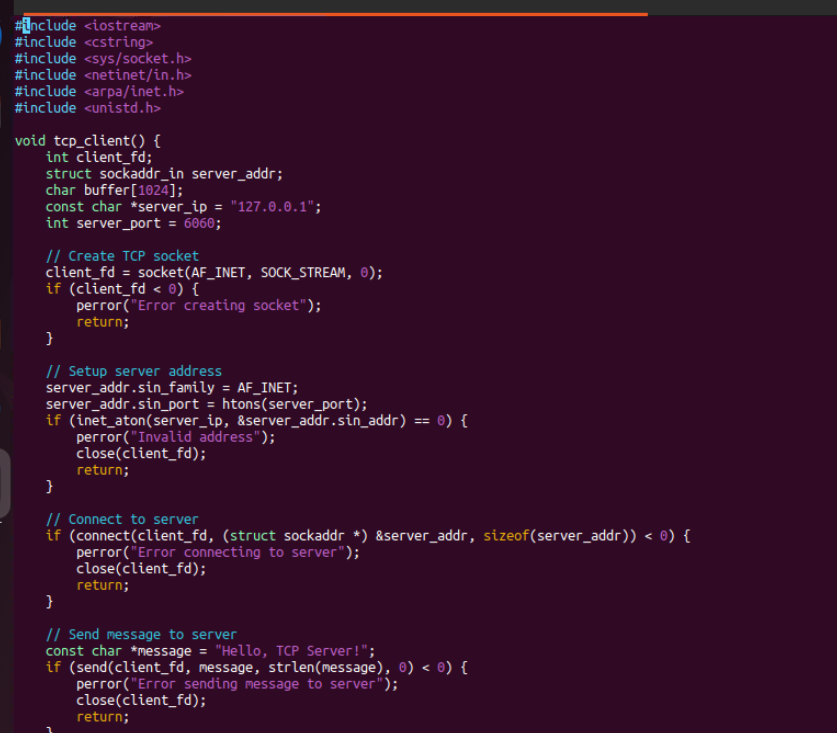 #include <iostream>
#include <cstring>
#include <sys/socket.h>
#include <netinet/in.h>
#include <arpa/inet.h>
#include <unistd.h>

void tcp_client() {
    int client_fd;
    struct sockaddr_in server_addr;
    char buffer[1024];
    const char *server_ip = "127.0.0.1";
    int server_port = 6060;

    // Create TCP socket
    client_fd = socket(AF_INET, SOCK_STREAM, 0);
    if (client_fd < 0) {
        perror("Error creating socket");
        return;
    }

    // Setup server address
    server_addr.sin_family = AF_INET;
    server_addr.sin_port = htons(server_port);
    if (inet_aton(server_ip, &server_addr.sin_addr) == 0) {
        perror("Invalid address");
        close(client_fd);
        return;
    }

    // Connect to server
    if (connect(client_fd, (struct sockaddr *) &server_addr, sizeof(server_addr)) < 0) {
        perror("Error connecting to server");
        close(client_fd);
        return;
    }

    // Send message to server
    const char *message = "Hello, TCP Server!";
    if (send(client_fd, message, strlen(message), 0) < 0) {
        perror("Error sending message to server");
        close(client_fd);
        return;
    }